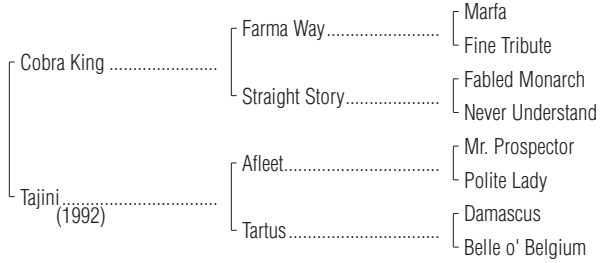 Marfa
Farma Way
Fine Tribute
Cobra King
Fabled Monarch
Straight Story
Never Understand
Mr. Prospector
Afleet
Polite Lady
Tajini
(1992)
Damascus
Tartus
Belle o' Belgium